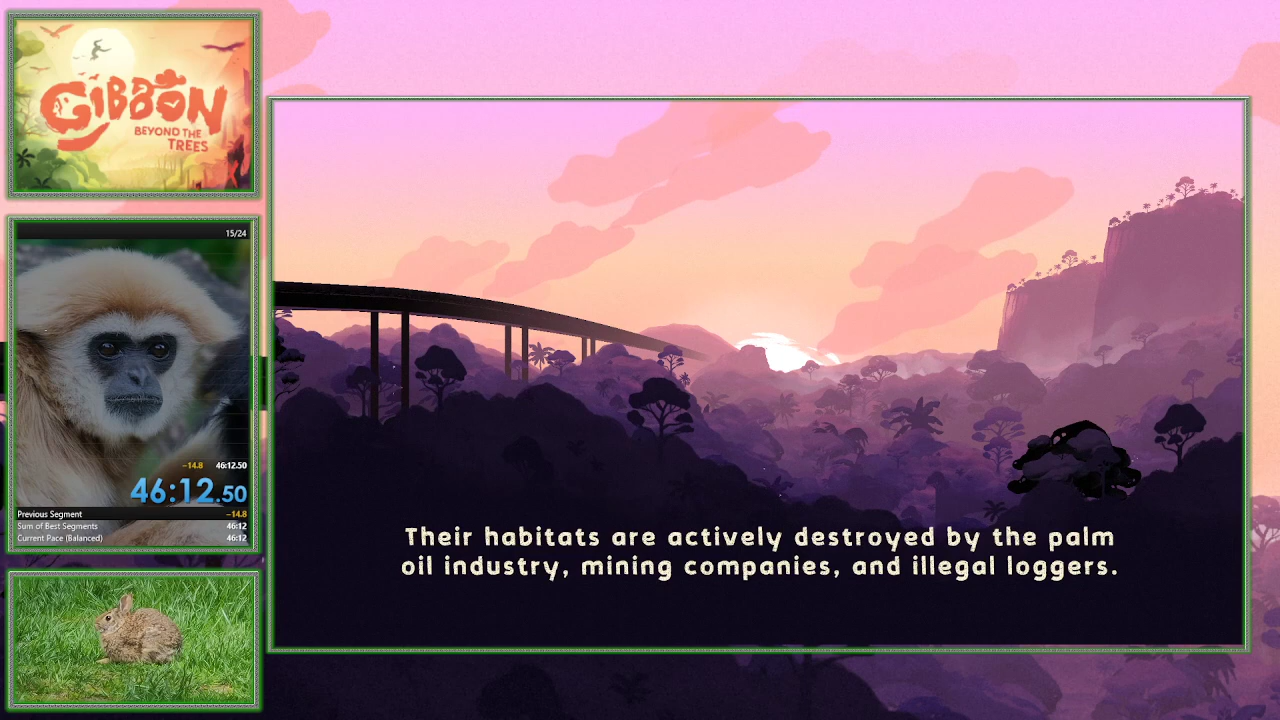 GIBBON
BEYOND THE
TREES
15/24
−14.8 46:12.50
46:12.50
Previous Segment −14.8
Sum of Best Segments 46:12
Current Pace (Balanced) 46:12
Their habitats are actively destroyed by the palm
oil industry, mining companies, and illegal loggers.